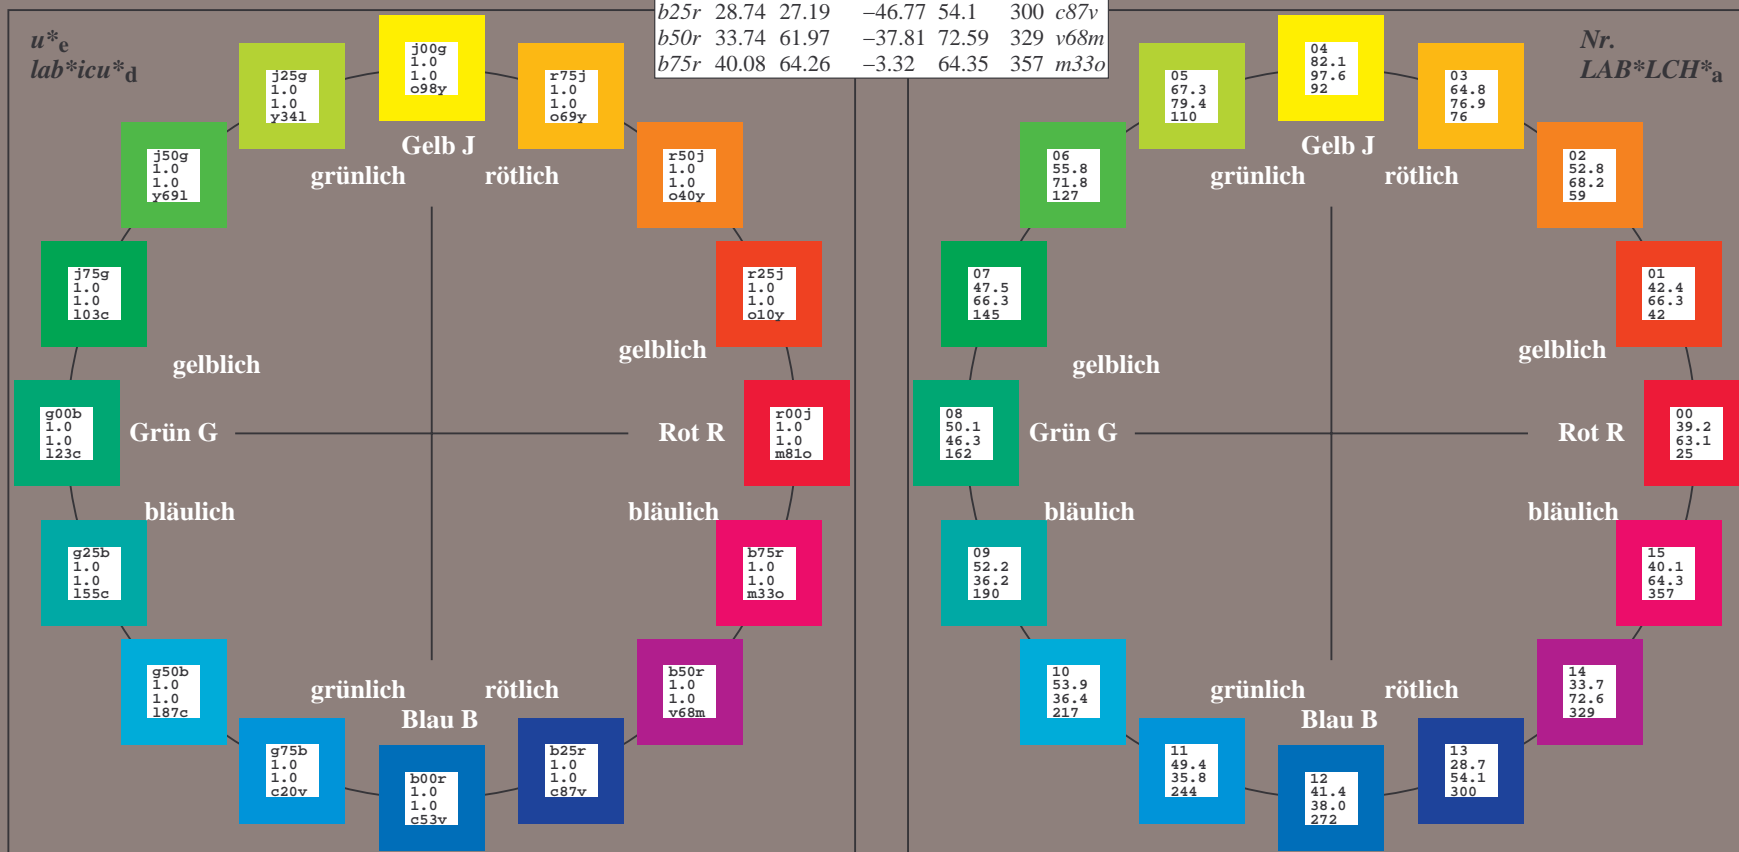 b25r 28.74 27.19 −46.77 54.1 300 c87v
b50r 33.74 61.97 −37.81 72.59 329 v68m
b75r 40.08 64.26 −3.32 64.35 357 m33o
u*e
lab*icu*d
j00g
1.0
1.0
o98y
j25g
1.0
1.0
y34l
r75j
1.0
1.0
o69y
Gelb J
grünlich rötlich
j50g
1.0
1.0
y69l
r50j
1.0
1.0
o40y
j75g
1.0
1.0
l03c
r25j
1.0
1.0
o10y
gelblich
gelblich
g00b
1.0
1.0
l23c
Grün G
Rot R
r00j
1.0
1.0
m81o
bläulich
bläulich
g25b
1.0
1.0
l55c
b75r
1.0
1.0
m33o
g50b
1.0
1.0
l87c
b50r
1.0
1.0
v68m
grünlich rötlich
Blau B
g75b
1.0
1.0
c20v
b00r
1.0
1.0
c53v
b25r
1.0
1.0
c87v
Nr.
LAB*LCH*a
04
82.1
97.6
92
05
67.3
79.4
110
03
64.8
76.9
76
Gelb J
grünlich rötlich
06
55.8
71.8
127
02
52.8
68.2
59
07
47.5
66.3
145
01
42.4
66.3
42
gelblich
gelblich
08
50.1
46.3
162
Grün G
Rot R
00
39.2
63.1
25
bläulich
bläulich
09
52.2
36.2
190
15
40.1
64.3
357
10
53.9
36.4
217
14
33.7
72.6
329
grünlich rötlich
Blau B
11
49.4
35.8
244
12
41.4
38.0
272
13
28.7
54.1
300